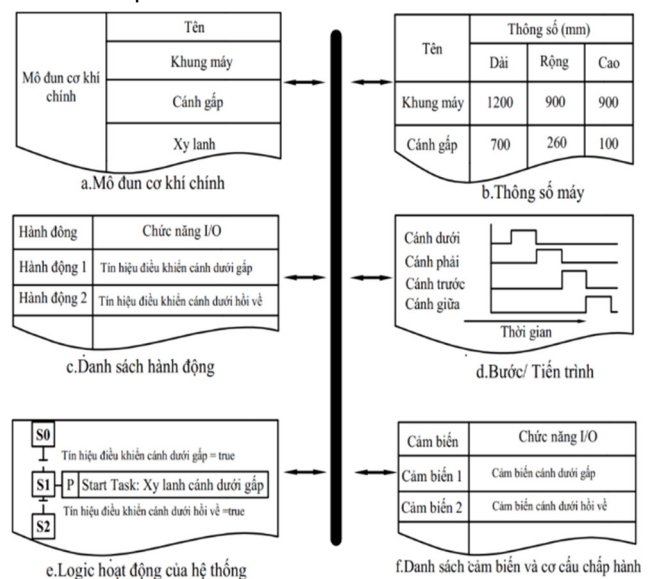 Mô đun cơ khí
chính
Tên
Khung máy
Cánh gấp
Xy lanh
a.Mô đun cơ khí chính
Tên
Thông số (mm)
Dài Rộng Cao
Khung máy 1200 900 900
Cánh gấp 700 260 100
b.Thông số máy
Hành đông Chức năng I/O
Hành động 1 Tín hiệu điều khiển cánh dưới gấp
Hành động 2 Tín hiệu điều khiển cánh dưới hồi về
c.Danh sách hành động
Cánh dưới
Cánh phải
Cánh trước
Cánh giữa
Thời gian
d.Bước/ Tiến trình
S0
Tín hiệu điều khiển cánh dưới gấp = true
S1 P Start Task: Xy lanh cánh dưới gấp
Tín hiệu điều khiển cánh dưới hồi về =true
S2
e.Logic hoạt động của hệ thống
Cảm biến Chức năng I/O
Cảm biến 1 Cảm biến cánh dưới gấp
Cảm biến 2 Cảm biến cánh dưới hồi về
f.Danh sách cảm biến và cơ cấu chấp hành